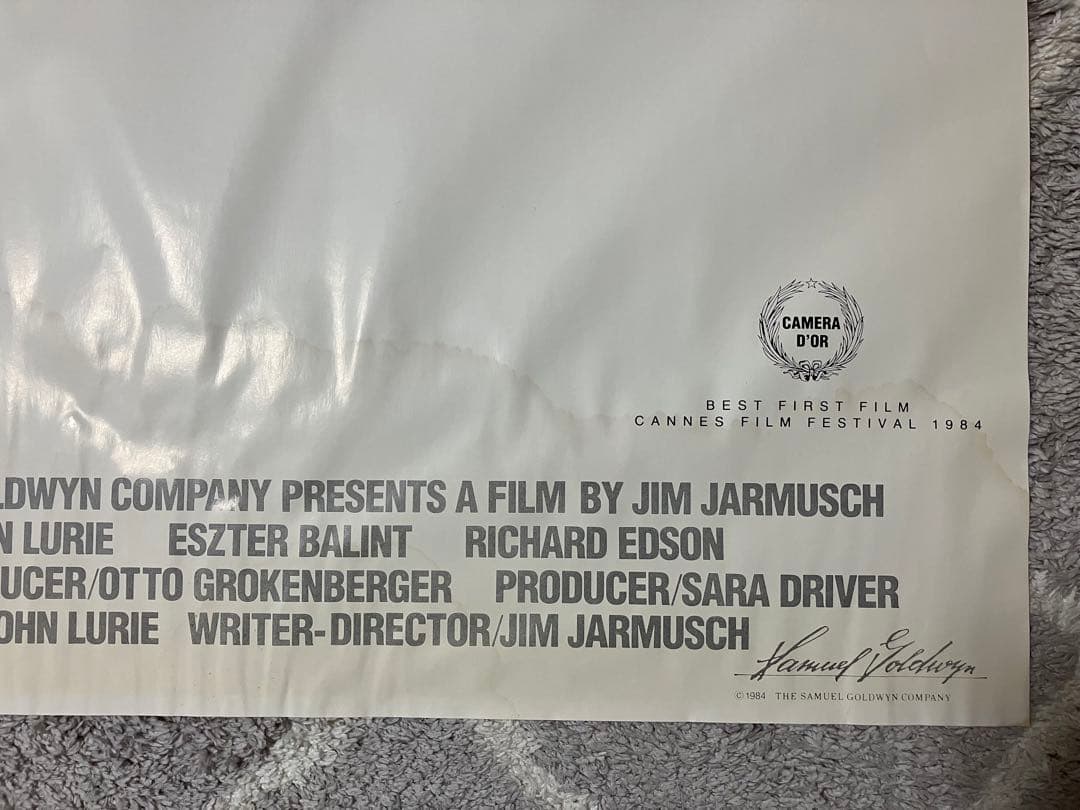 CAMERA
D'OR
BEST FIRST FILM
CANNES FILM FESTIVAL 1984
LDWYN COMPANY PRESENTS A FILM BY JIM JARMUSCH
N LURIE ESZTER BALINT RICHARD EDSON
UCER/OTTO GROKENBERGER PRODUCER/SARA DRIVER
OHN LURIE WRITER-DIRECTOR/JIM JARMUSCH
Samuel Goldwyn
©1984 THE SAMUEL GOLDWYN COMPANY